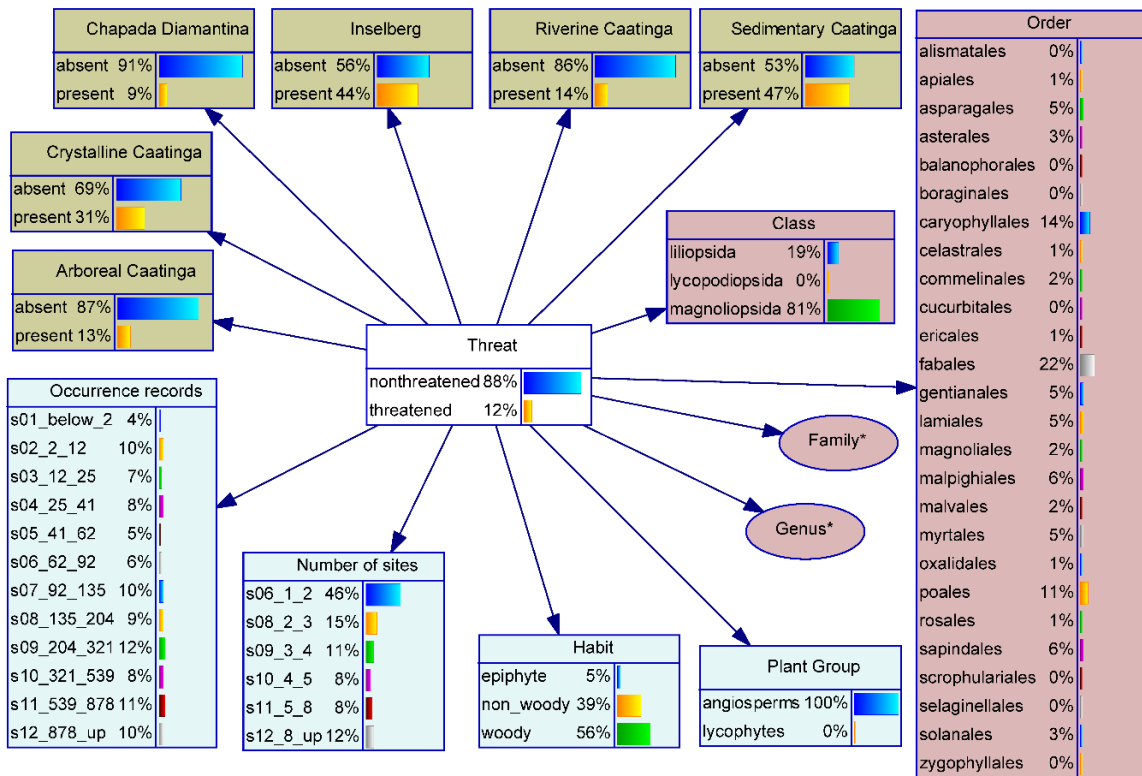 Chapada Diamantina
absent 91%
present 9%
Inselberg
absent 56%
present 44%
Riverine Caatinga
absent 86%
present 14%
Sedimentary Caatinga
absent 53%
present 47%
Crystalline Caatinga
absent 69%
present 31%
Arboreal Caatinga
absent 87%
present 13%
Threat
nonthreatened 88%
threatened 12%
Class
liliopsida 19%
lycopodiopsida 0%
magnoliopsida 81%
Family*
Genus*
Occurrence records
s01_below_2 4%
s02_2_12 10%
s03_12_25 7%
s04_25_41 8%
s05_41_62 5%
s06_62_92 6%
s07_92_135 10%
s08_135_204 9%
s09_204_321 12%
s10_321_539 8%
s11_539_878 11%
s12_878_up 10%
Number of sites
s06_1_2 46%
s08_2_3 15%
s09_3_4 11%
s10_4_5 8%
s11_5_8 8%
s12_8_up 12%
Habit
epiphyte 5%
non_woody 39%
woody 56%
Plant Group
angiosperms 100%
lycophytes 0%
Order
alismatales 0%
apiales 1%
asparagales 5%
asterales 3%
balanophorales 0%
boraginales 0%
caryophyllales 14%
celastrales 1%
commelinales 2%
cucurbitales 0%
ericales 1%
fabales 22%
gentianales 5%
lamiales 5%
magnoliales 2%
malpighiales 6%
malvales 2%
myrtales 5%
oxalidales 1%
poales 11%
rosales 1%
sapindales 6%
scrophulariales 0%
selaginellales 0%
solanales 3%
zygophyllales 0%